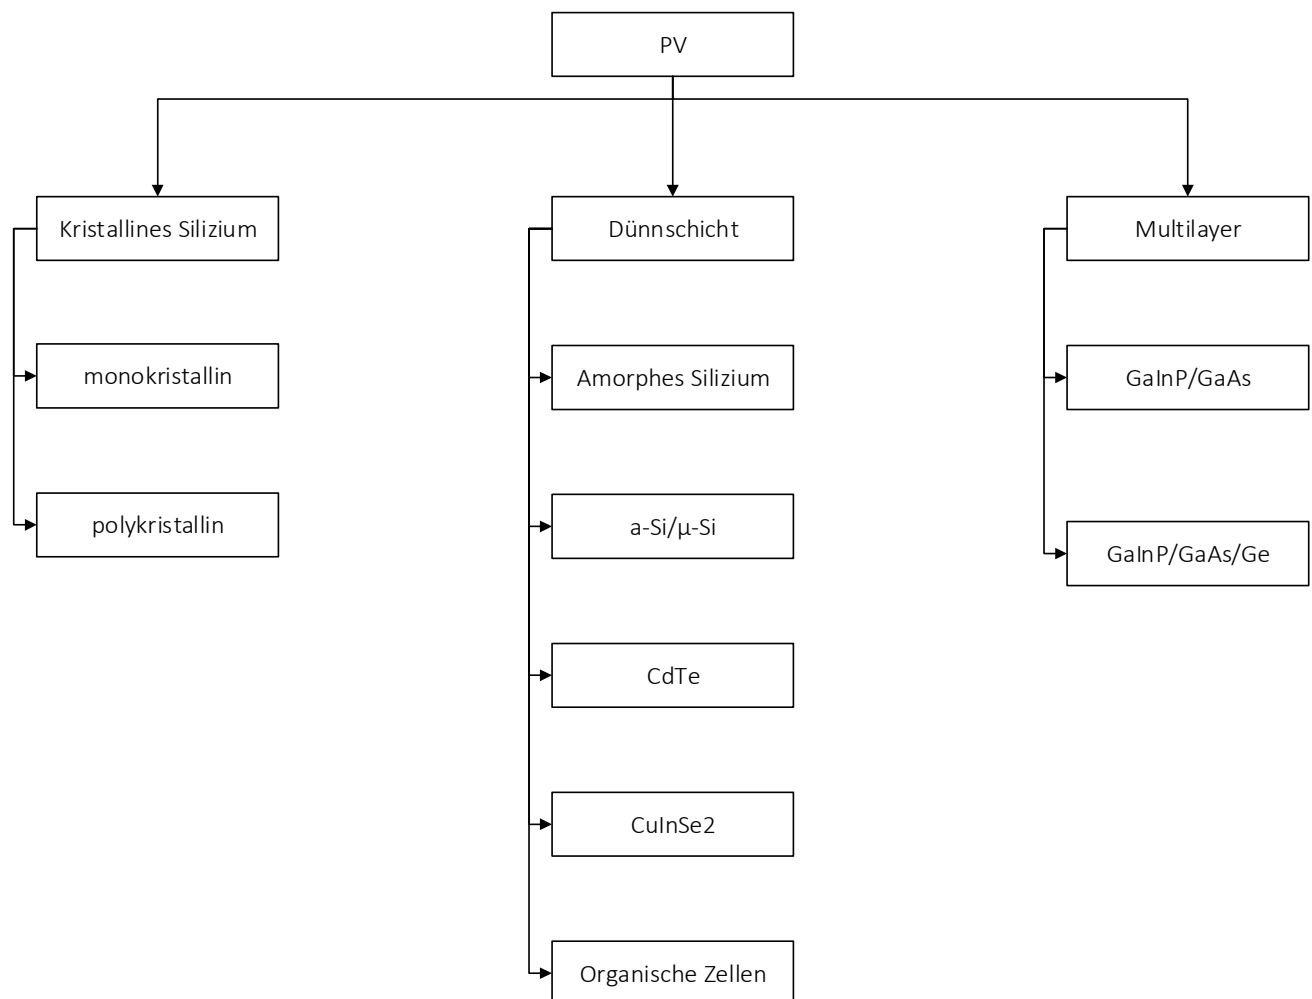 PV
Kristallines Silizium
Dünnschicht
Multilayer
monokristallin
Amorphes Silizium
GaInP/GaAs
polykristallin
a-Si/µ-Si
GaInP/GaAs/Ge
CdTe
CuInSe2
Organische Zellen